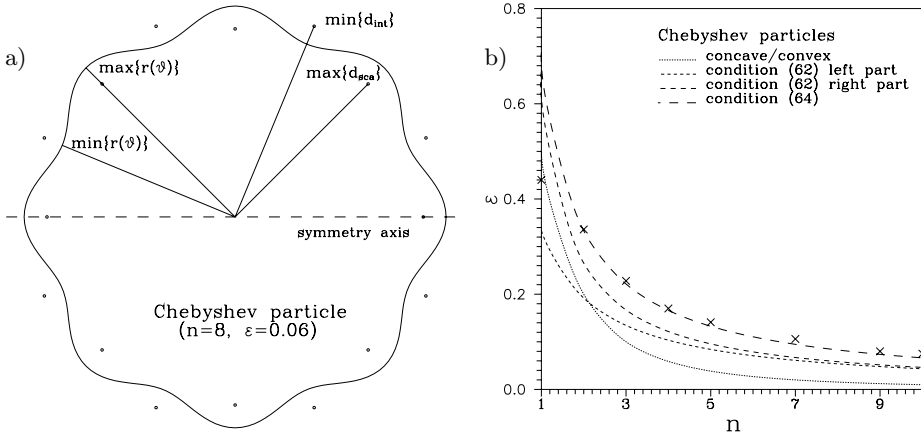 a)
min{d_int}
max{r(ϑ)}
max{d_sca}
min{r(ϑ)}
symmetry axis
Chebyshev particle
(n=8, ε=0.06)
b)
0.8
0.6
0.4
0.2
0.0
ε
Chebyshev particles
concave/convex
condition (62) left part
condition (62) right part
condition (64)
1 3 5 7 9
n